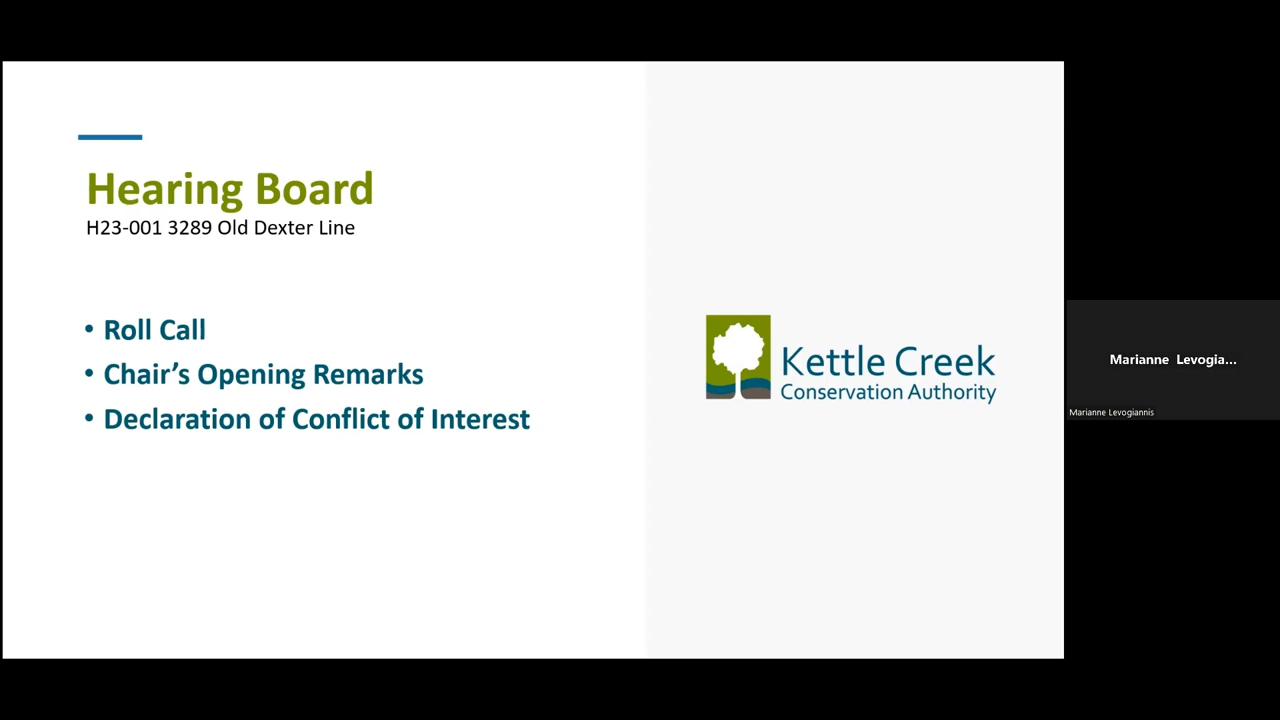 Hearing Board
H23-001 3289 Old Dexter Line
• Roll Call
• Chair’s Opening Remarks
• Declaration of Conflict of Interest
Kettle Creek
Conservation Authority
Marianne Levogia...
Marianne Levogiannis